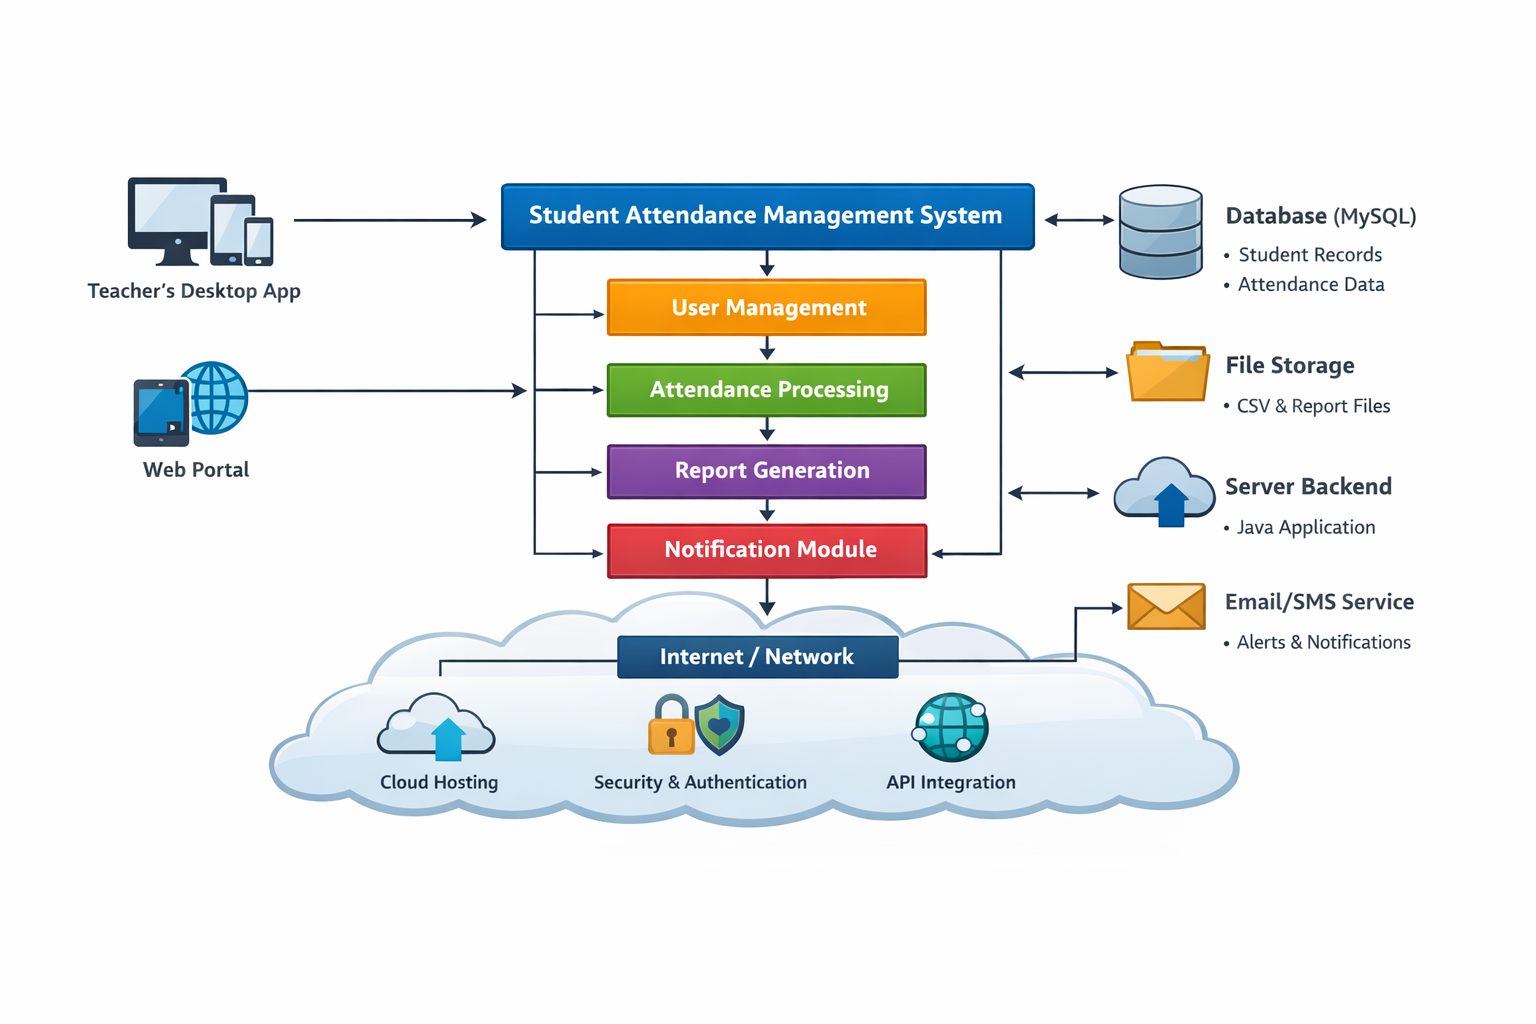 Student Attendance Management System
Teacher's Desktop App
Web Portal
User Management
Attendance Processing
Report Generation
Notification Module
Database (MySQL)
• Student Records
• Attendance Data
File Storage
• CSV & Report Files
Server Backend
• Java Application
Email/SMS Service
• Alerts & Notifications
Internet / Network
Cloud Hosting
Security & Authentication
API Integration